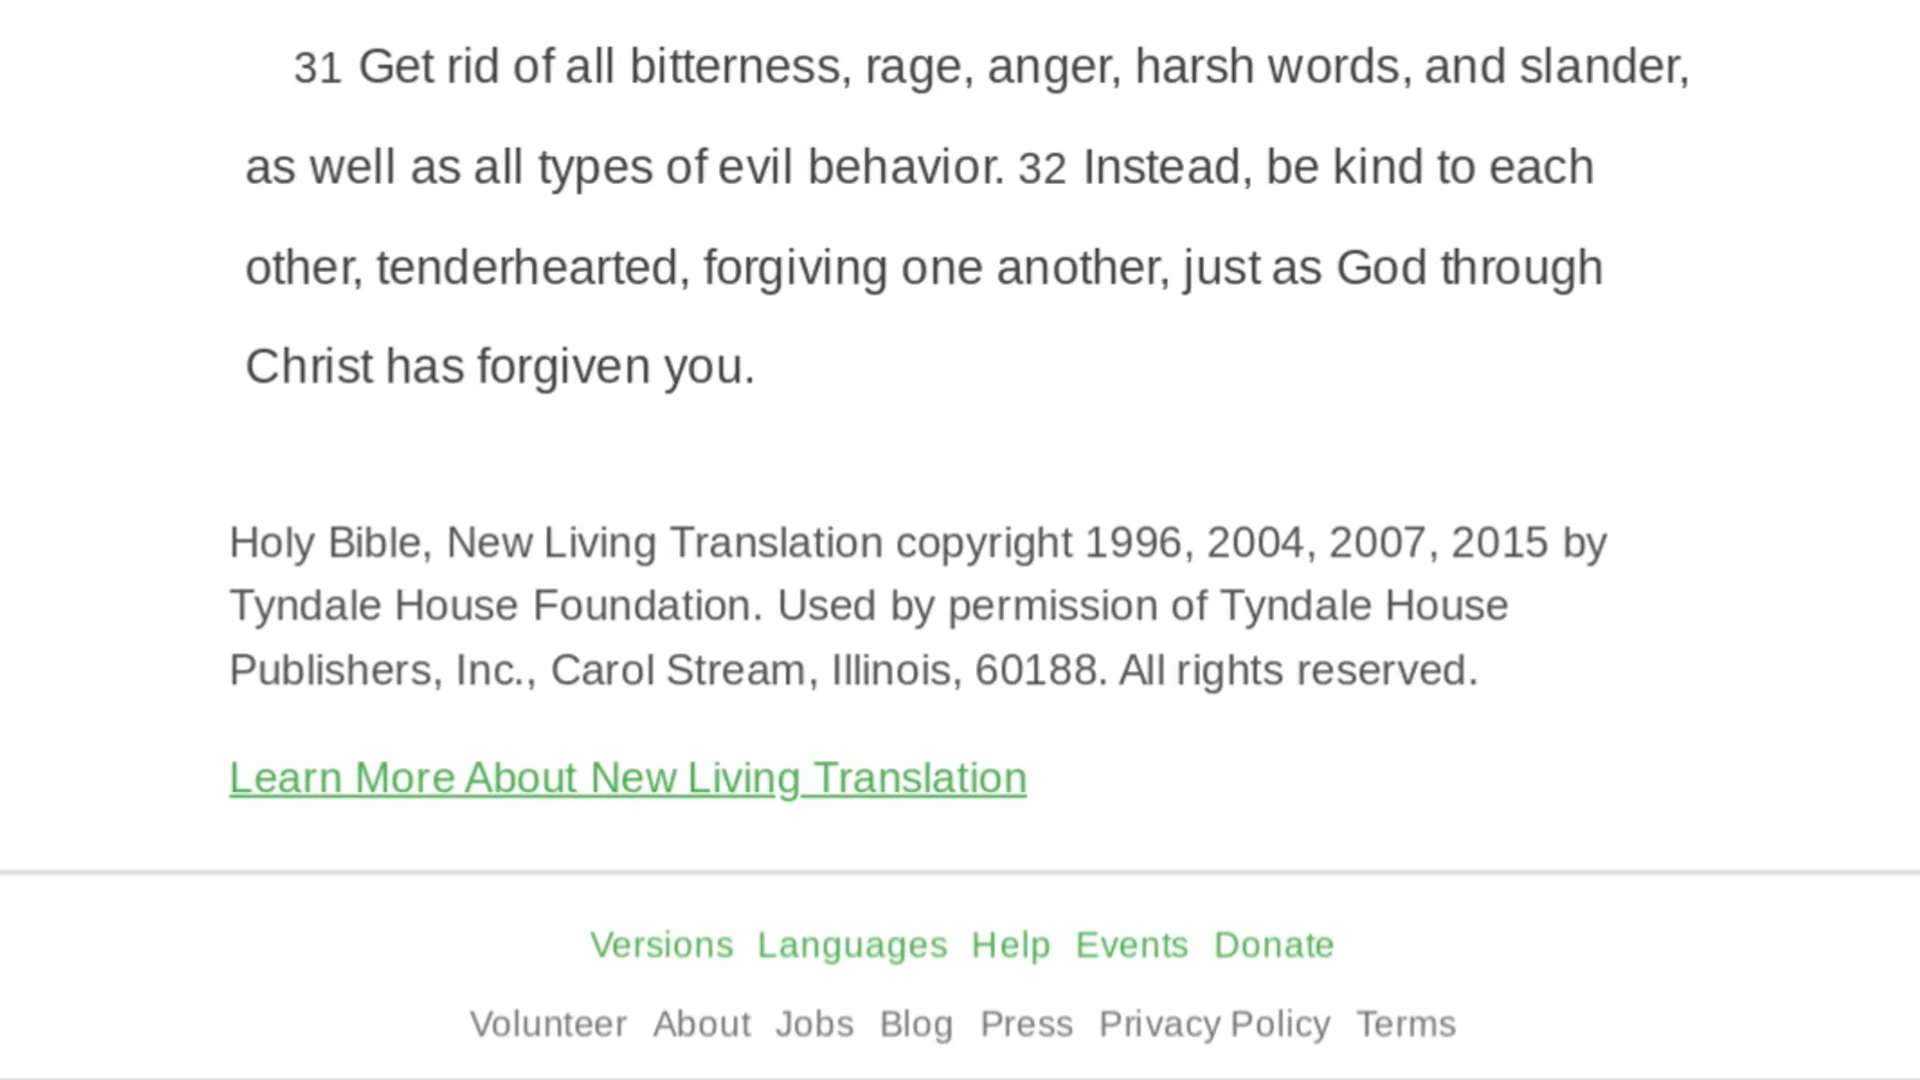 31 Get rid of all bitterness, rage, anger, harsh words, and slander,
as well as all types of evil behavior. 32 Instead, be kind to each
other, tenderhearted, forgiving one another, just as God through
Christ has forgiven you.
Holy Bible, New Living Translation copyright 1996, 2004, 2007, 2015 by
Tyndale House Foundation. Used by permission of Tyndale House
Publishers, Inc., Carol Stream, Illinois, 60188. All rights reserved.
Learn More About New Living Translation
Versions Languages Help Events Donate
Volunteer About Jobs Blog Press Privacy Policy Terms